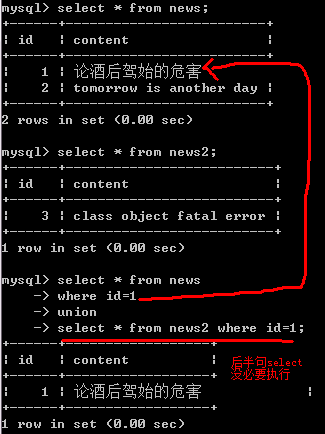 mysql> select * from news;
+------+-------------------------+
| id | content |
+------+-------------------------+
| 1 | 论酒后驾始的危害 |
| 2 | tomorrow is another day |
+------+-------------------------+
2 rows in set (0.00 sec)
mysql> select * from news2;
+------+--------------------------+
| id | content |
+------+--------------------------+
| 3 | class object fatal error |
+------+--------------------------+
1 row in set (0.00 sec)
mysql> select * from news
-> where id=1
-> union
-> select * from news2 where id=1;
+------+------------------+
| id | content |
+------+------------------+
| 1 | 论酒后驾始的危害 |
+------+------------------+
1 row in set (0.00 sec)
后半句select
没必要执行